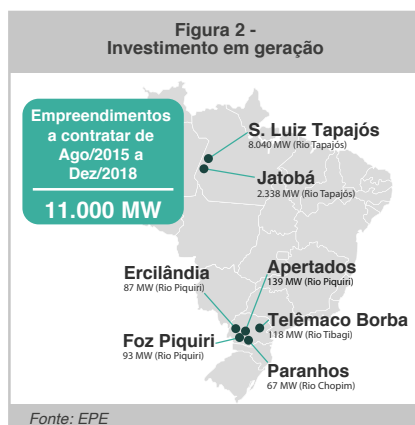 Figura 2 -
Investimento em geração
Empreendimentos
a contratar de
Ago/2015 a
Dez/2018
11.000 MW
S. Luiz Tapajós
8.040 MW (Rio Tapajós)
Jatobá
2.338 MW (Rio Tapajós)
Ercilândia
87 MW (Rio Piquiri)
Apertados
139 MW (Rio Piquiri)
Telêmaco Borba
118 MW (Rio Tibagi)
Foz Piquiri
93 MW (Rio Piquiri)
Paranhos
67 MW (Rio Chopim)
Fonte: EPE